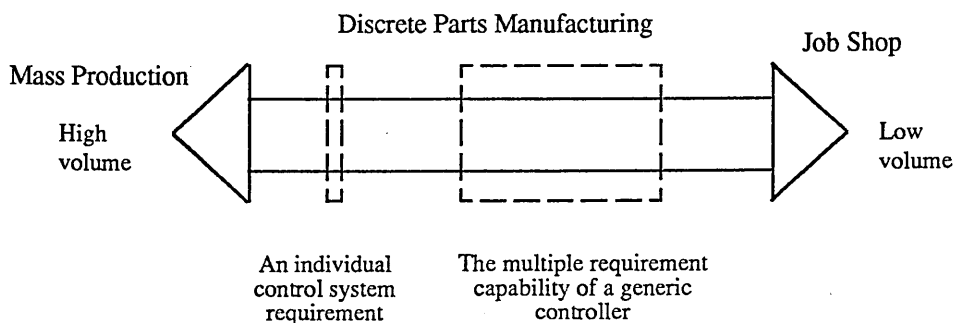 Discrete Parts Manufacturing
Mass Production
Job Shop
High
volume
Low
volume
An individual
control system
requirement
The multiple requirement
capability of a generic
controller